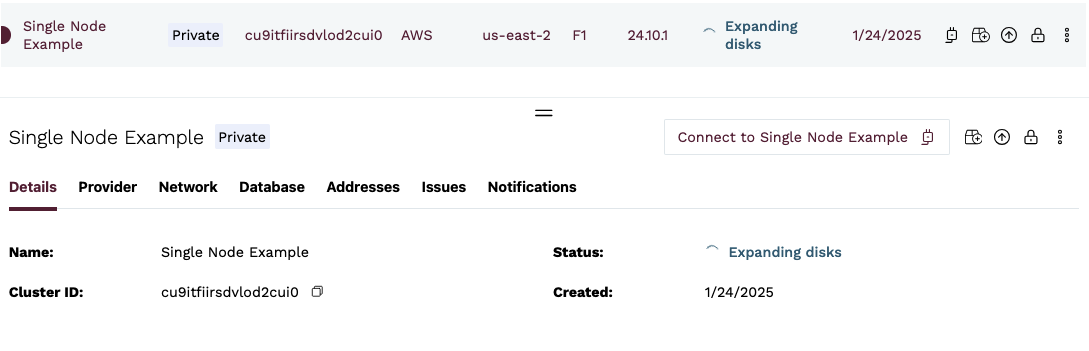 Single Node Example Private cu9itfiirsdvlod2cui0 AWS us-east-2 F1 24.10.1 Expanding disks 1/24/2025
Single Node Example Private Connect to Single Node Example
Details Provider Network Database Addresses Issues Notifications
Name: Single Node Example Status: Expanding disks
Cluster ID: cu9itfiirsdvlod2cui0 Created: 1/24/2025